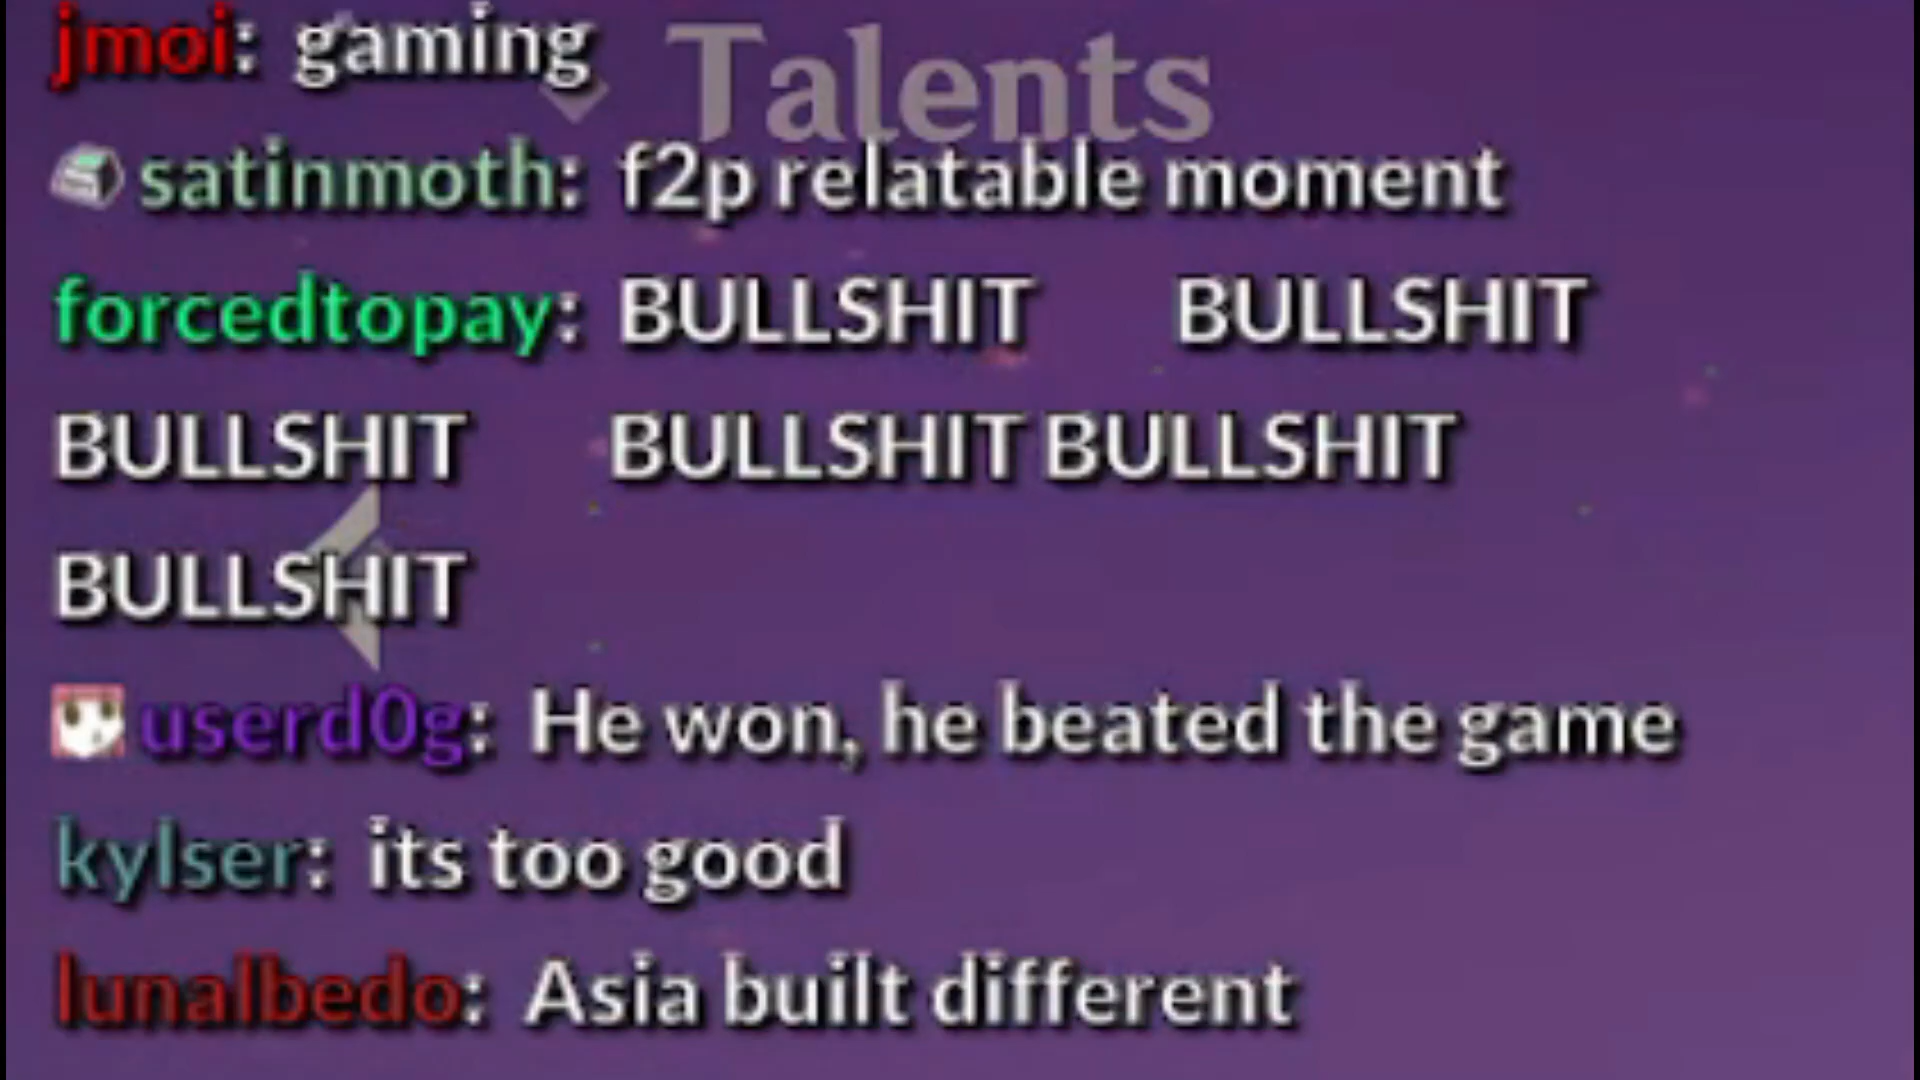 jmoi: gaming
Talents
satinmoth: f2p relatable moment
forcedtopay: BULLSHIT BULLSHIT
BULLSHIT BULLSHIT BULLSHIT
BULLSHIT
userd0g: He won, he beated the game
kylser: its too good
lunalbedo: Asia built different